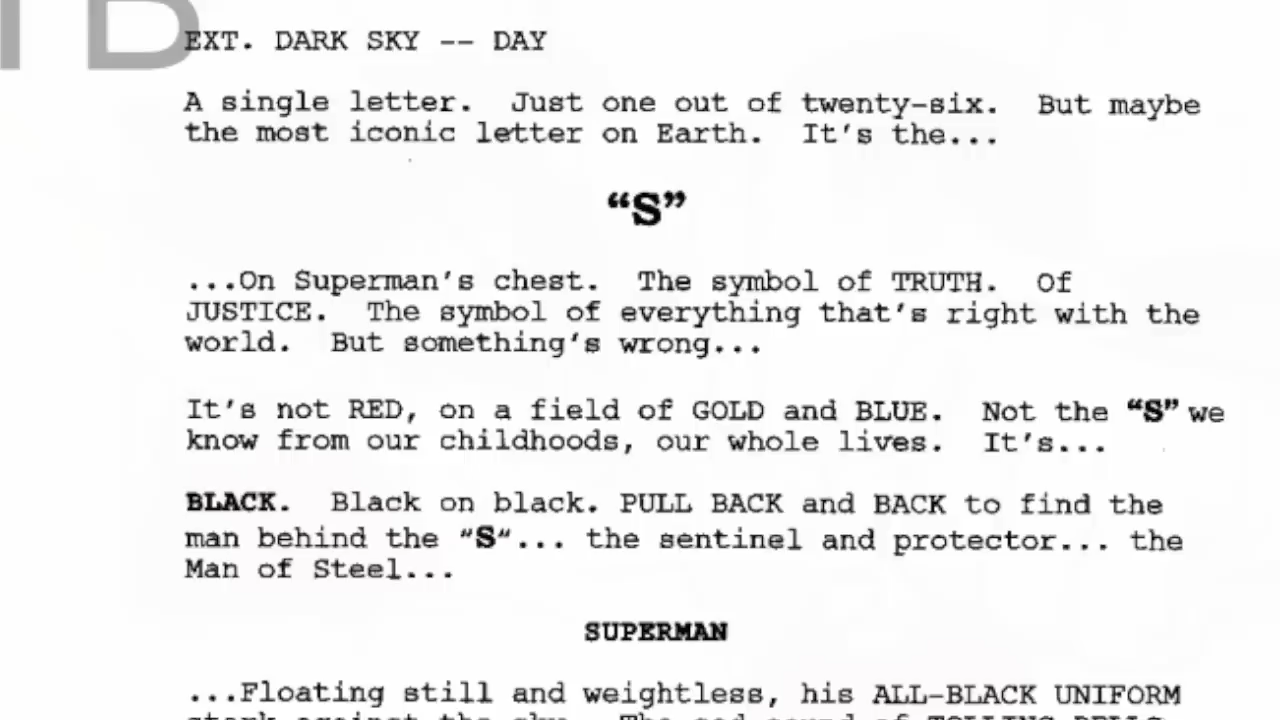 TB
EXT. DARK SKY -- DAY
A single letter.  Just one out of twenty-six.  But maybe
the most iconic letter on Earth.  It's the...
“S”
...On Superman's chest.  The symbol of TRUTH.  Of
JUSTICE.  The symbol of everything that's right with the
world.  But something's wrong...
It's not RED, on a field of GOLD and BLUE.  Not the “S” we
know from our childhoods, our whole lives.  It's...
BLACK.  Black on black. PULL BACK and BACK to find the
man behind the "S"... the sentinel and protector... the
Man of Steel...
SUPERMAN
...Floating still and weightless, his ALL-BLACK UNIFORM